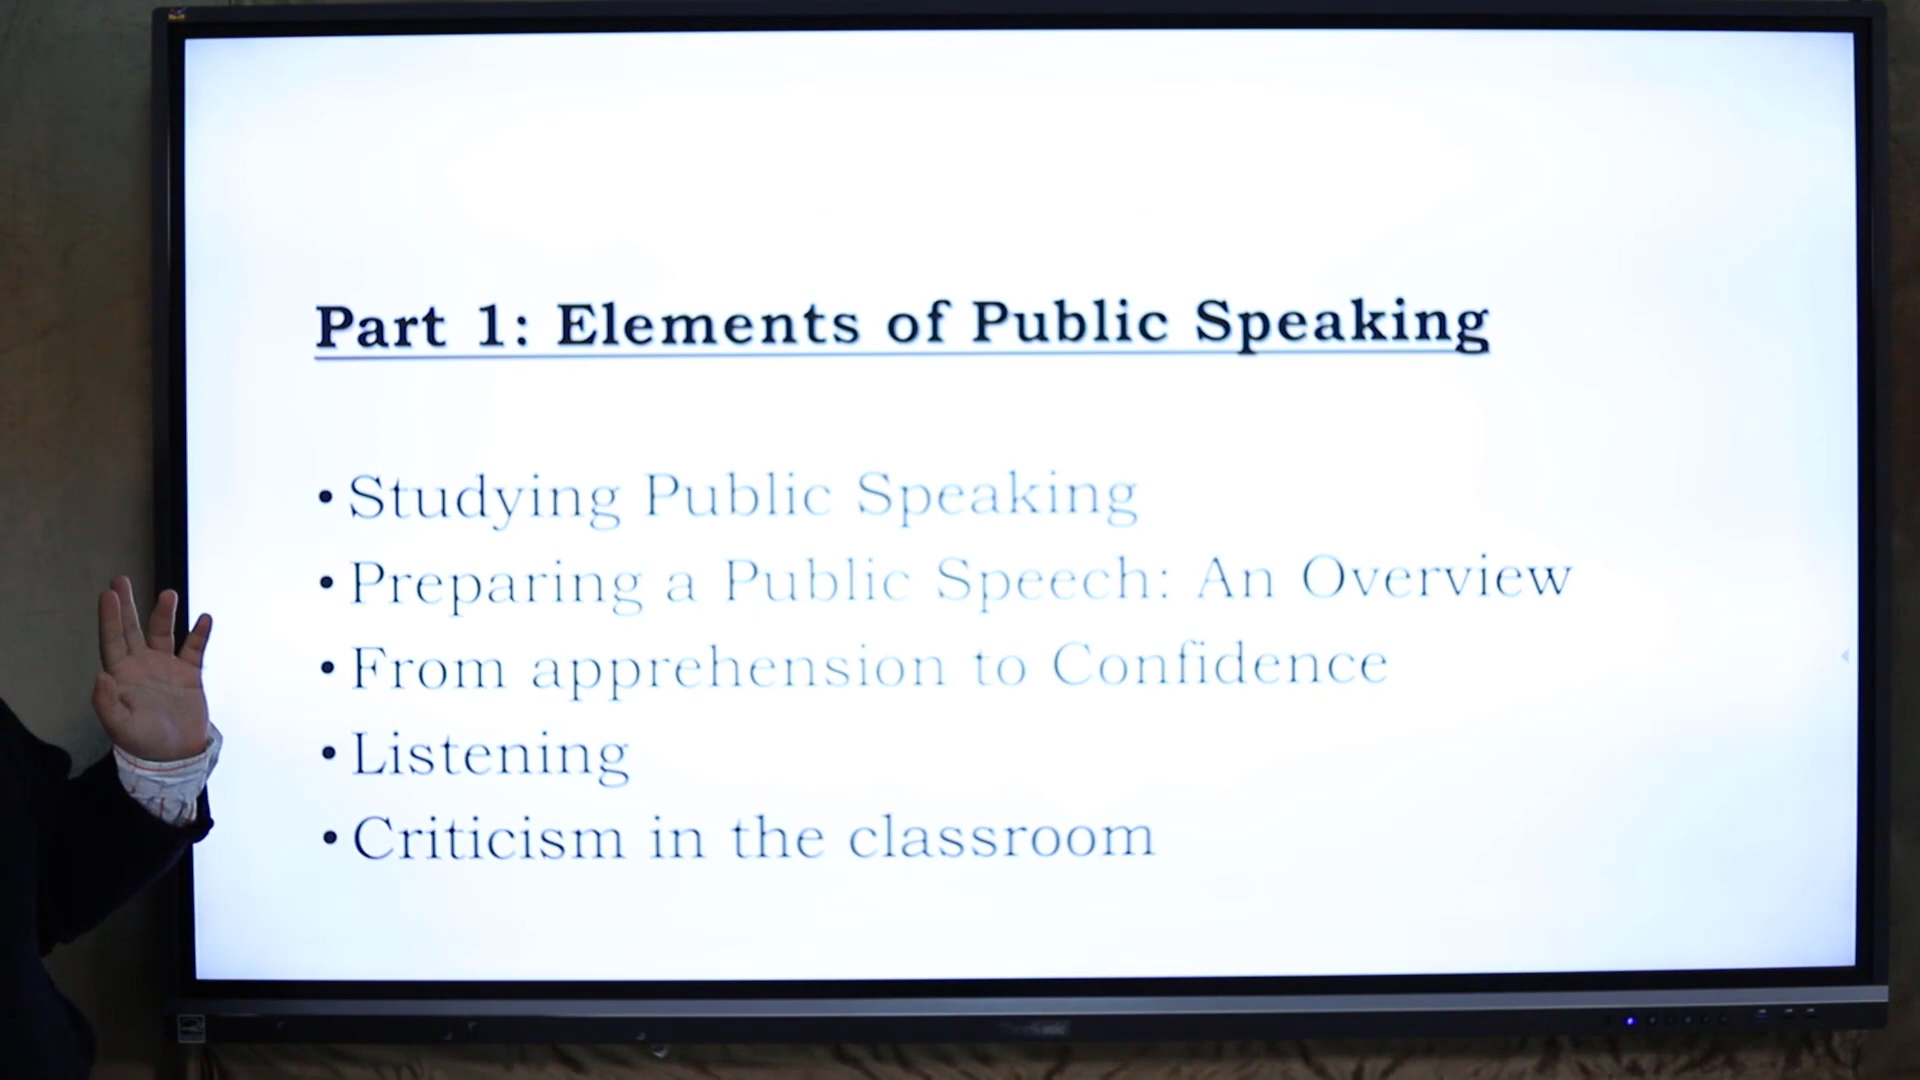 Part 1: Elements of Public Speaking
• Studying Public Speaking
• Preparing a Public Speech: An Overview
• From apprehension to Confidence
• Listening
• Criticism in the classroom